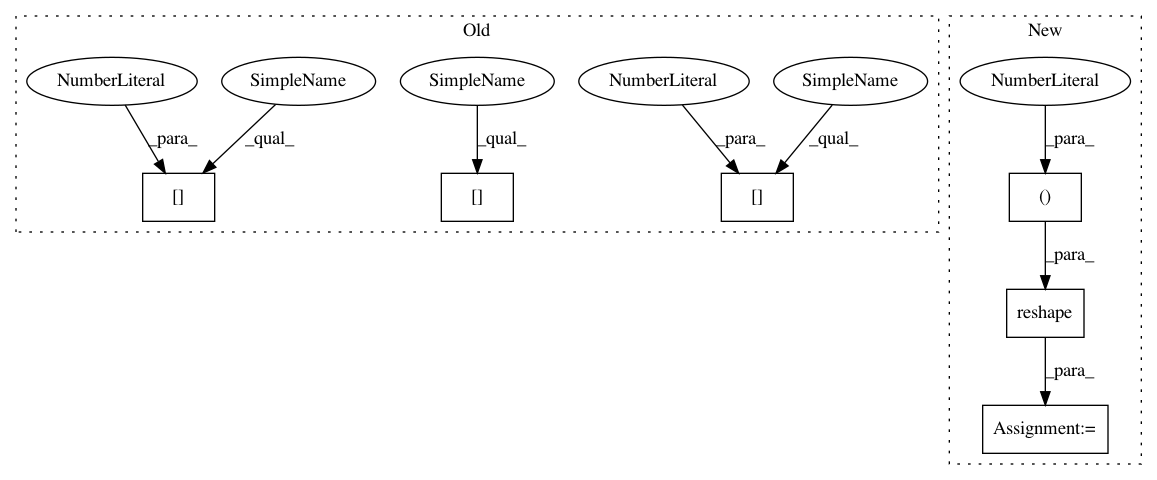 Old
New
NumberLiteral
SimpleName
SimpleName
NumberLiteral
SimpleName
NumberLiteral
_para_
_qual_
_qual_
_para_
_qual_
_para_
[]
[]
[]
()
_para_
reshape
_para_
Assignment:=